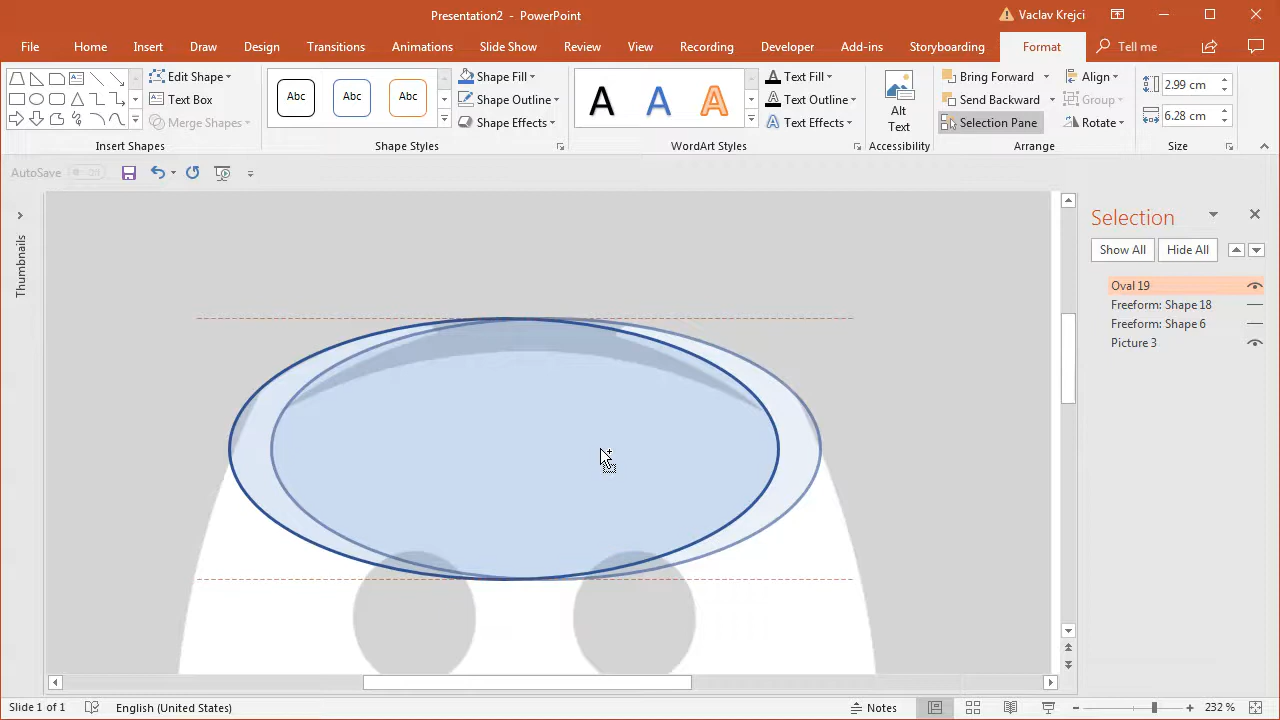 Presentation2 - PowerPoint
Vaclav Krejci
File Home Insert Draw Design Transitions Animations Slide Show Review View Recording Developer Add-ins Storyboarding Format Tell me
Edit Shape Abc Abc Abc Shape Fill A A A Text Fill Alt Text Bring Forward Align 2.99 cm
Text Box Shape Outline Text Outline Send Backward Group 6.28 cm
Merge Shapes Shape Effects Text Effects Selection Pane Rotate
Insert Shapes Shape Styles WordArt Styles Accessibility Arrange Size
AutoSave Off
Thumbnails
Selection
Show All Hide All
Oval 19
Freeform: Shape 18
Freeform: Shape 6
Picture 3
Slide 1 of 1 English (United States) Notes 232 %